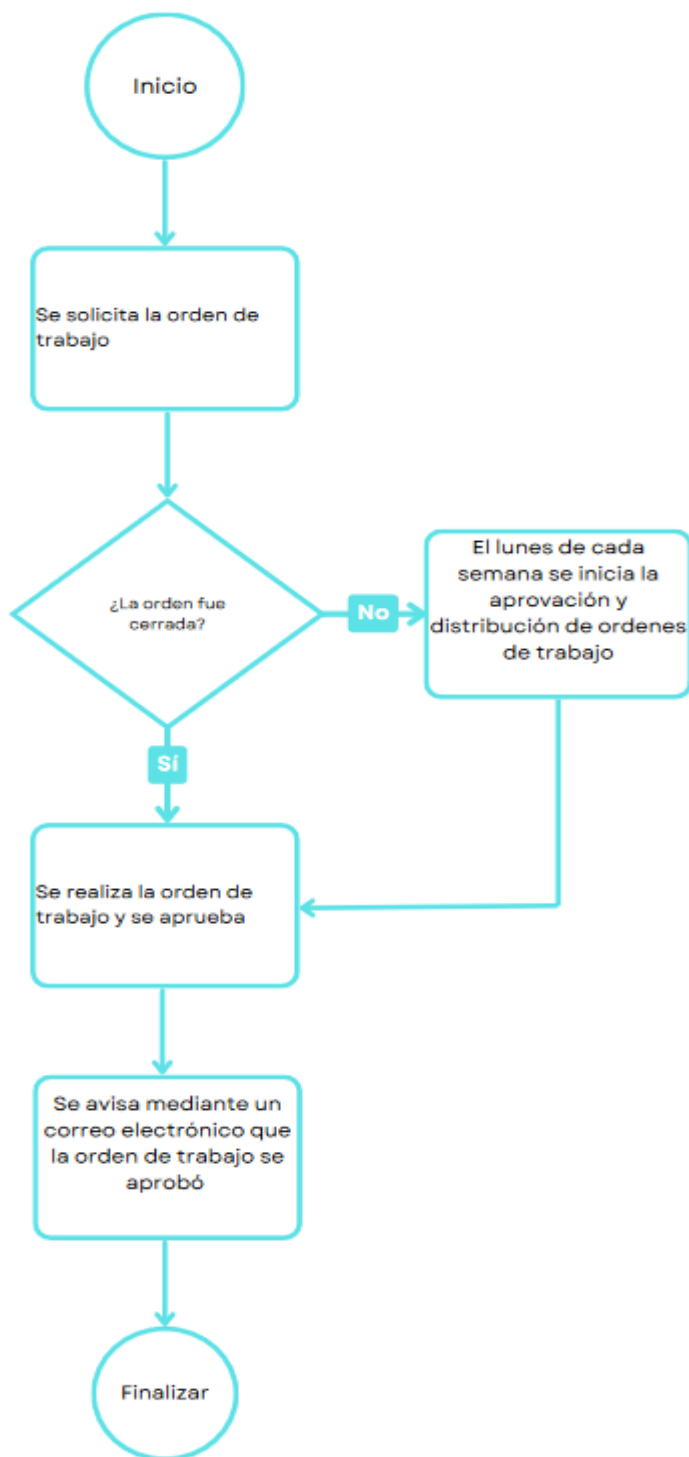 Inicio
Se solicita la orden de
trabajo
¿La orden fue
cerrada?
No
El lunes de cada
semana se inicia la
aprovación y
distribución de ordenes
de trabajo
Sí
Se realiza la orden de
trabajo y se aprueba
Se avisa mediante un
correo electrónico que
la orden de trabajo se
aprobó
Finalizar